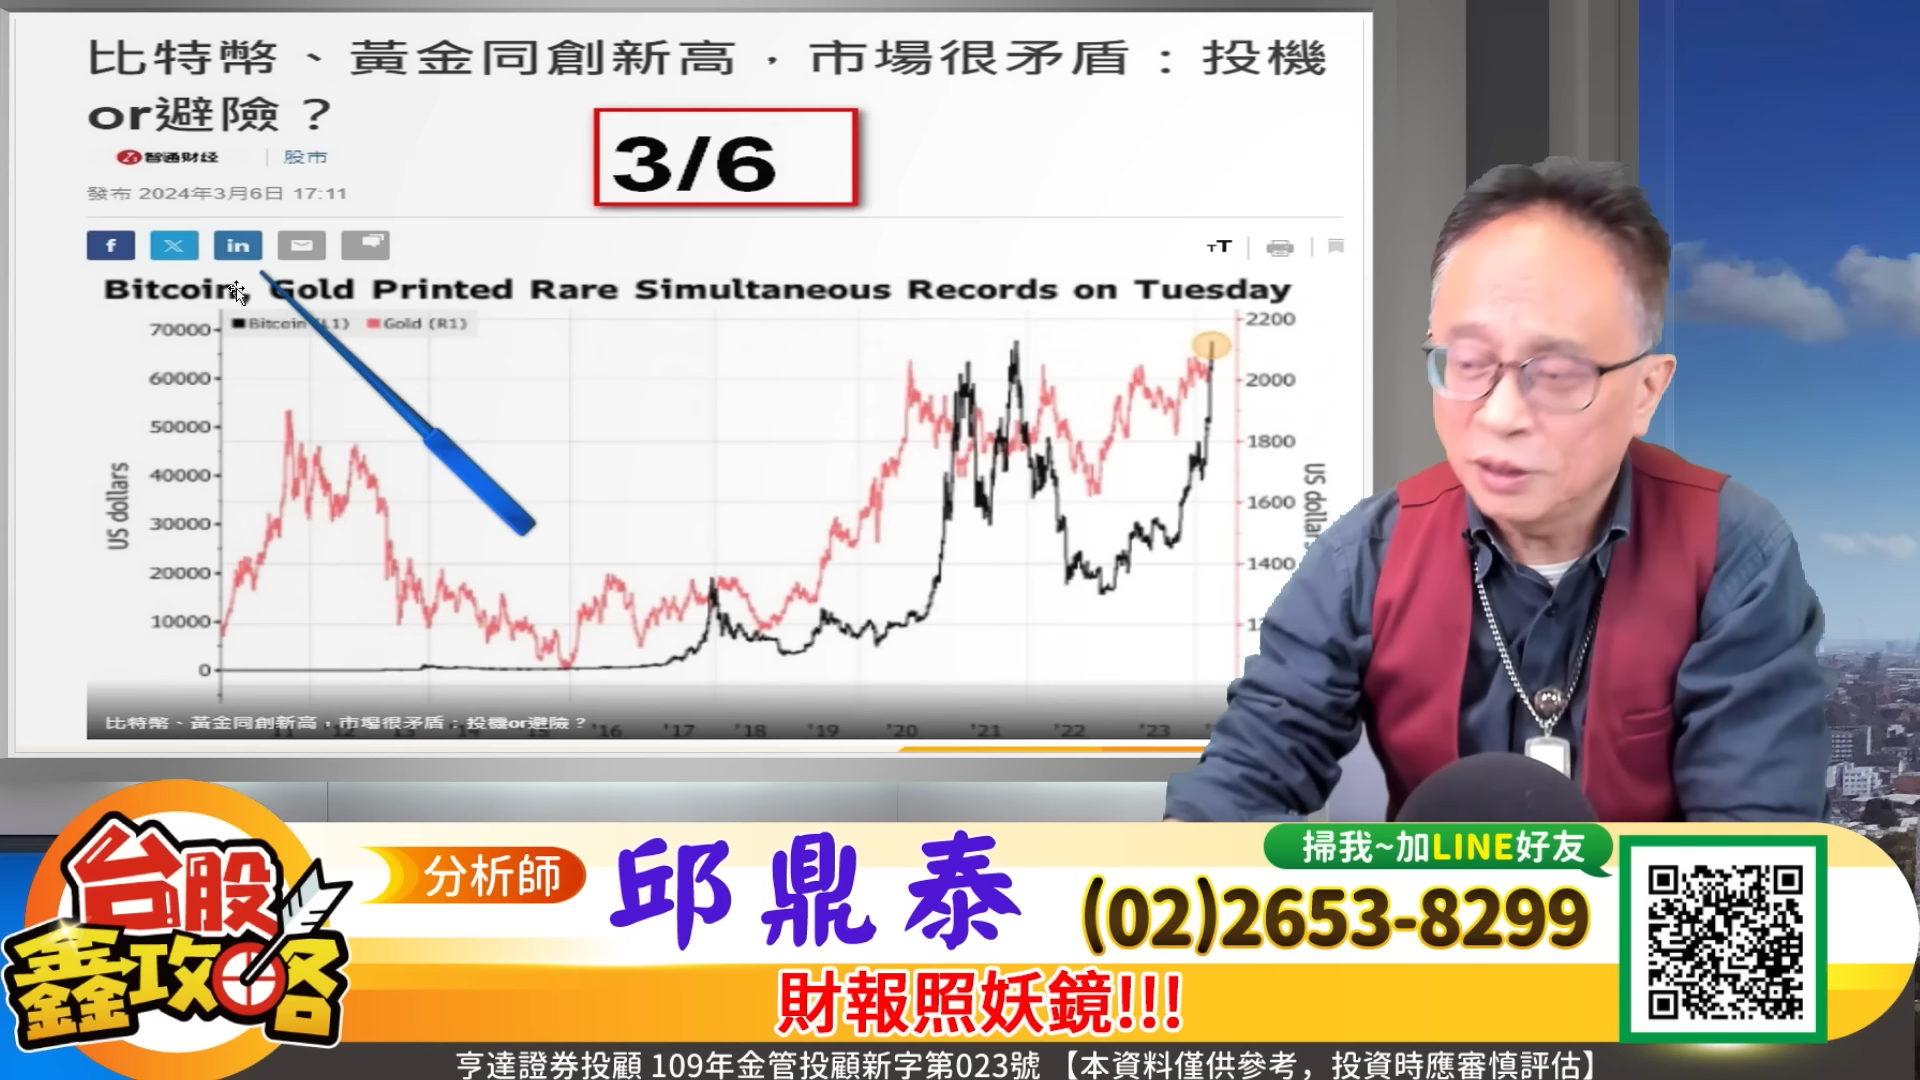 比特幣、黃金同創新高，市場很矛盾：投機
or避險？
3/6
智通财经 股市
發布 2024年3月6日 17:11
f X in
TT
Bitcoin, Gold Printed Rare Simultaneous Records on Tuesday
Bitcoin (L1) Gold (R1)
70000 2200
60000 2000
50000 1800
40000 1600
30000 1400
20000
10000
0
US dollars
US dollars
比特幣、黃金同創新高，市場很矛盾：投機or避險？
'11 '12 '13 '14 '15 '16 '17 '18 '19 '20 '21 '22 '23
台股
鑫攻略
分析師
邱鼎泰
掃我~加LINE好友
(02)2653-8299
財報照妖鏡!!!
亨達證券投顧 109年金管投顧新字第023號 【本資料僅供參考，投資時應審慎評估】